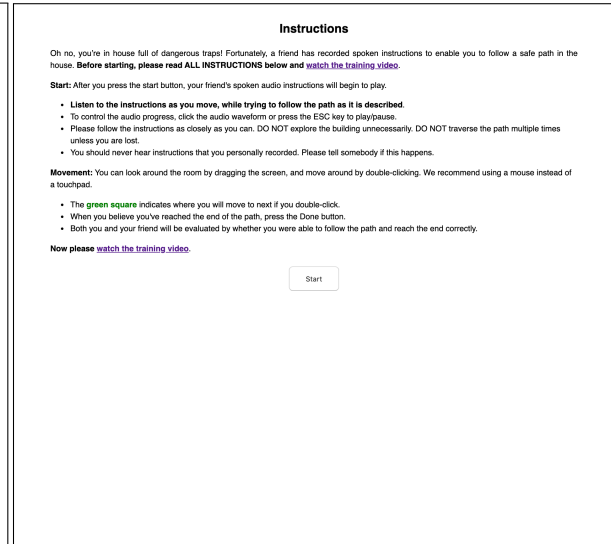 Instructions
Oh no, you're in house full of dangerous traps! Fortunately, a friend has recorded spoken instructions to enable you to follow a safe path in the
house. Before starting, please read ALL INSTRUCTIONS below and watch the training video.
Start: After you press the start button, your friend's spoken audio instructions will begin to play.
• Listen to the instructions as you move, while trying to follow the path as it is described.
• To control the audio progress, click the audio waveform or press the ESC key to play/pause.
• Please follow the instructions as closely as you can. DO NOT explore the building unnecessarily. DO NOT traverse the path multiple times
unless you are lost.
• You should never hear instructions that you personally recorded. Please tell somebody if this happens.
Movement: You can look around the room by dragging the screen, and move around by double-clicking. We recommend using a mouse instead of
a touchpad.
• The green square indicates where you will move to next if you double-click.
• When you believe you've reached the end of the path, press the Done button.
• Both you and your friend will be evaluated by whether you were able to follow the path and reach the end correctly.
Now please watch the training video.
Start